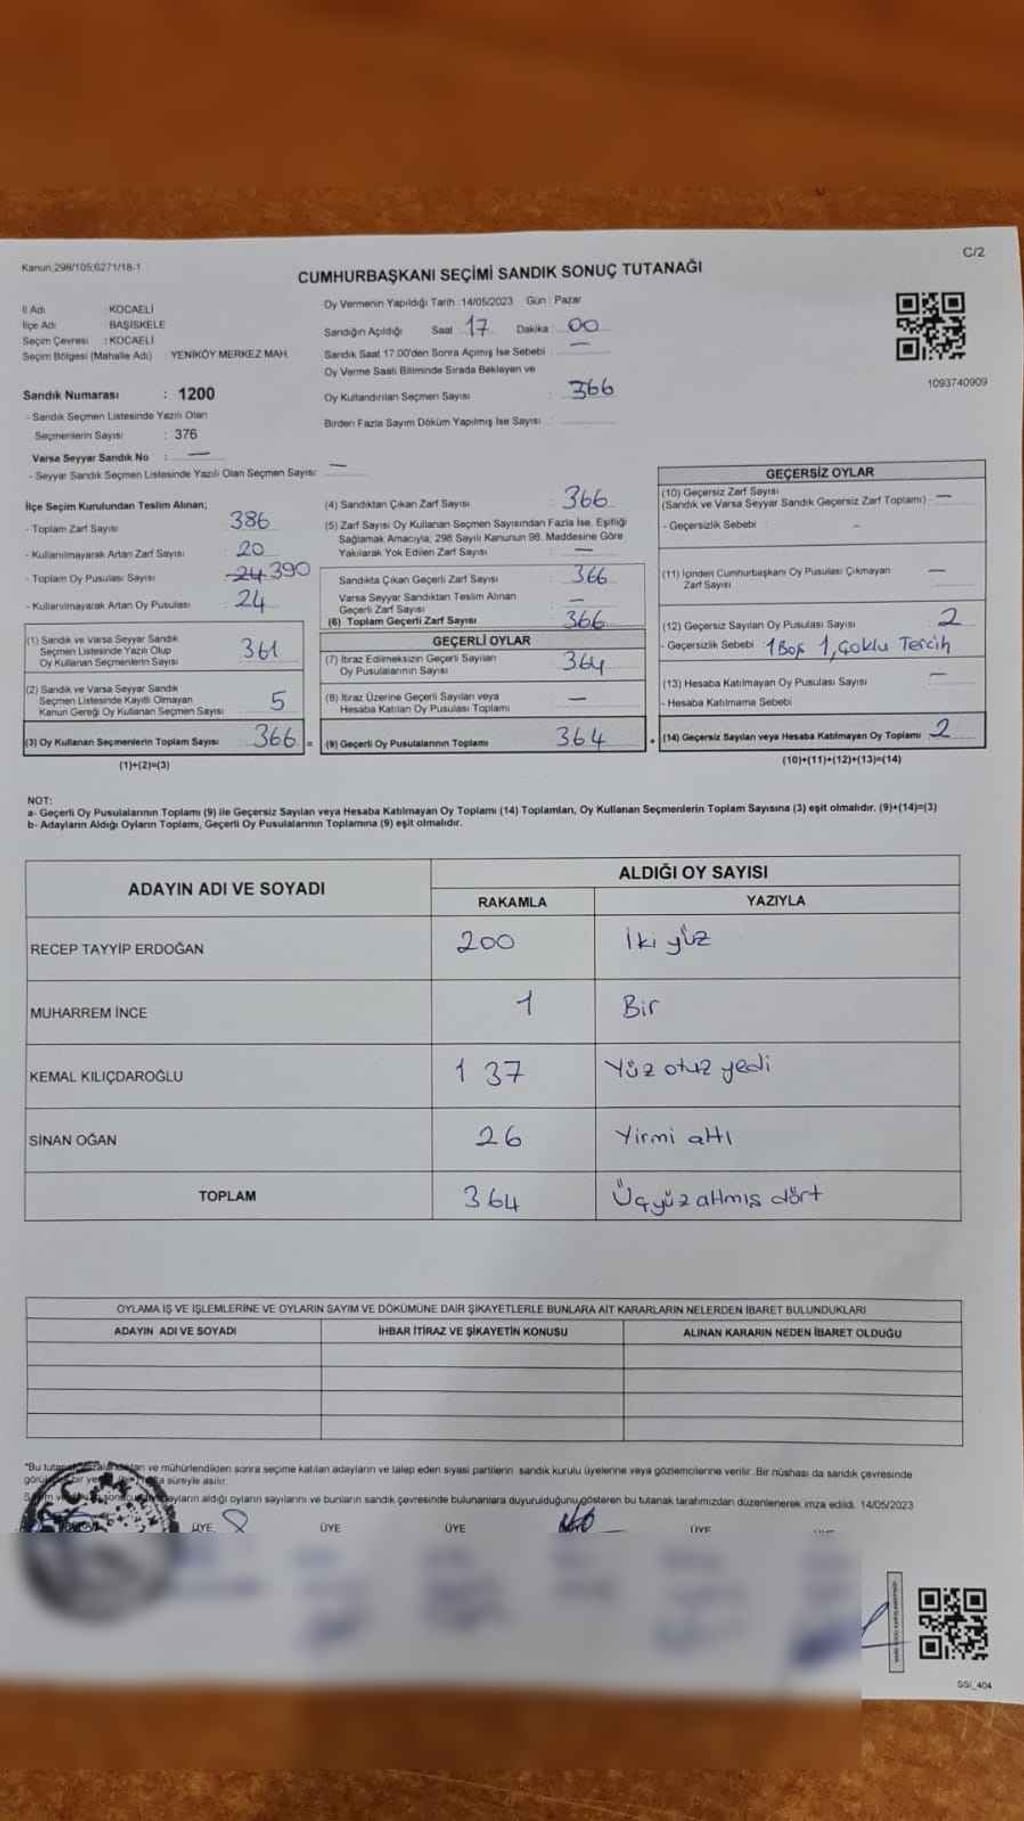 Kanun:298/105;6271/18-1
C/2
CUMHURBAŞKANI SEÇİMİ SANDIK SONUÇ TUTANAĞI
İl Adı : KOCAELİ
İlçe Adı : BAŞİSKELE
Seçim Çevresi : KOCAELİ
Seçim Bölgesi (Mahalle Adı) : YENİKÖY MERKEZ MAH.
Sandık Numarası : 1200
- Sandık Seçmen Listesinde Yazılı Olan
Seçmenlerin Sayısı : 376
Varsa Seyyar Sandık No : —
- Seyyar Sandık Seçmen Listesinde Yazılı Olan Seçmen Sayısı: —
Oy Vermenin Yapıldığı Tarih :14/05/2023 Gün : Pazar
Sandığın Açıldığı Saat 17 Dakika : 00
Sandık Saat 17.00'den Sonra Açılmış İse Sebebi : —
Oy Verme Saati Bitiminde Sırada Bekleyen ve
Oy Kullandırılan Seçmen Sayısı : 366
Birden Fazla Sayım Döküm Yapılmış İse Sayısı :
1093740909
İlçe Seçim Kurulundan Teslim Alınan;
- Toplam Zarf Sayısı : 386
- Kullanılmayarak Artan Zarf Sayısı : 20
- Toplam Oy Pusulası Sayısı : 24 390
- Kullanılmayarak Artan Oy Pusulası : 24
(1) Sandık ve Varsa Seyyar Sandık
Seçmen Listesinde Yazılı Olup
Oy Kullanan Seçmenlerin Sayısı : 361
(2) Sandık ve Varsa Seyyar Sandık
Seçmen Listesinde Kayıtlı Olmayan
Kanun Gereği Oy Kullanan Seçmen Sayısı 5
(3) Oy Kullanan Seçmenlerin Toplam Sayısı 366 =
(1)+(2)=(3)
(4) Sandıktan Çıkan Zarf Sayısı : 366
(5) Zarf Sayısı Oy Kullanan Seçmen Sayısından Fazla İse, Eşitliği
Sağlamak Amacıyla; 298 Sayılı Kanunun 98. Maddesine Göre
Yakılarak Yok Edilen Zarf Sayısı : —
Sandıkta Çıkan Geçerli Zarf Sayısı : 366
Varsa Seyyar Sandıktan Teslim Alınan
Geçerli Zarf Sayısı : —
(6) Toplam Geçerli Zarf Sayısı : 366
GEÇERLİ OYLAR
(7) İtiraz Edilmeksizin Geçerli Sayılan
Oy Pusulalarının Sayısı : 364
(8) İtiraz Üzerine Geçerli Sayılan veya
Hesaba Katılan Oy Pusulası Toplamı : —
(9) Geçerli Oy Pusulalarının Toplamı 364 +
GEÇERSİZ OYLAR
(10) Geçersiz Zarf Sayısı
(Sandık ve Varsa Seyyar Sandık Geçersiz Zarf Toplamı) : —
- Geçersizlik Sebebi : -
(11) İçinden Cumhurbaşkanı Oy Pusulası Çıkmayan
Zarf Sayısı : —
(12) Geçersiz Sayılan Oy Pusulası Sayısı : 2
- Geçersizlik Sebebi : 1 Boş 1, Çoklu Tercih
(13) Hesaba Katılmayan Oy Pusulası Sayısı : —
- Hesaba Katılmama Sebebi :
(14) Geçersiz Sayılan veya Hesaba Katılmayan Oy Toplamı : 2
(10)+(11)+(12)+(13)=(14)
NOT:
a- Geçerli Oy Pusulalarının Toplamı (9) ile Geçersiz Sayılan veya Hesaba Katılmayan Oy Toplamı (14) Toplamları, Oy Kullanan Seçmenlerin Toplam Sayısına (3) eşit olmalıdır. (9)+(14)=(3)
b- Adayların Aldığı Oyların Toplamı, Geçerli Oy Pusulalarının Toplamına (9) eşit olmalıdır.
ADAYIN ADI VE SOYADI ALDIĞI OY SAYISI
RAKAMLA YAZIYLA
RECEP TAYYİP ERDOĞAN 200 İki yüz
MUHARREM İNCE 1 Bir
KEMAL KILIÇDAROĞLU 1 37 Yüz otuz yedi
SİNAN OĞAN 26 Yirmi altı
TOPLAM 364 Üçyüz altmış dört
OYLAMA İŞ VE İŞLEMLERİNE VE OYLARIN SAYIM VE DÖKÜMÜNE DAİR ŞİKAYETLERLE BUNLARA AİT KARARLARIN NELERDEN İBARET BULUNDUKLARI
ADAYIN ADI VE SOYADI İHBAR İTİRAZ VE ŞİKAYETİN KONUSU ALINAN KARARIN NEDEN İBARET OLDUĞU
*Bu ve mühürlendikten sonra seçime katılan adayların ve talep eden siyasi partilerin sandık kurulu üyelerine veya gözlemcilerine verilir. Bir nüshası da sandık çevresinde
bir süreyle asılır.
aldığı oyların sayılarını ve bunların sandık çevresinde bulunanlara duyurulduğunu gösteren bu tutanak tarafımızdan düzenlenerek imza edildi. 14/05/2023
ÜYE ÜYE ÜYE ÜYE
SSİ_404